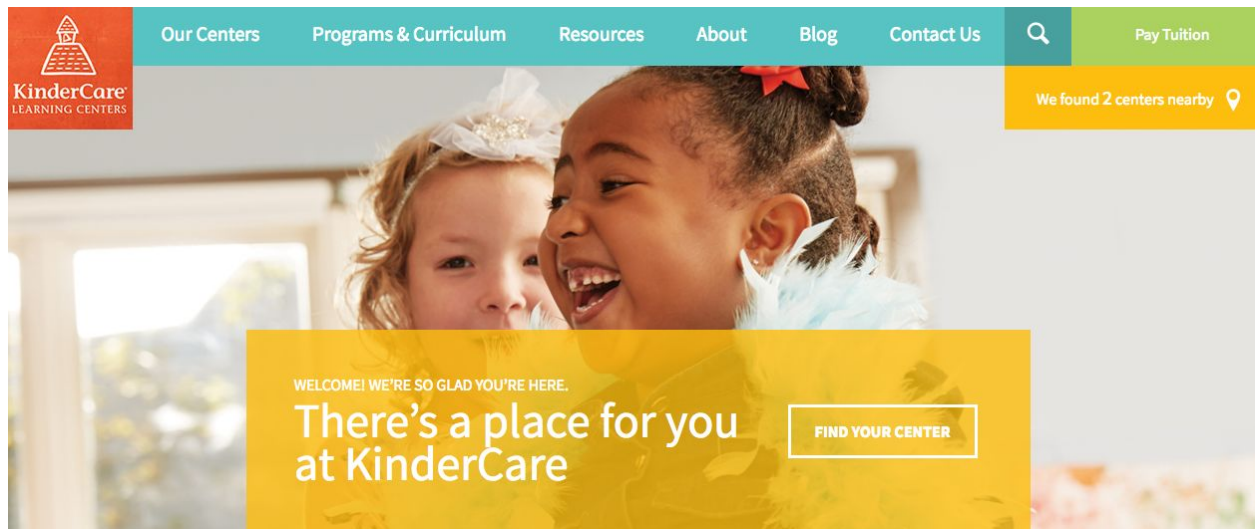 KinderCare
LEARNING CENTERS
Our Centers
Programs & Curriculum
Resources
About
Blog
Contact Us
Pay Tuition
We found 2 centers nearby
WELCOME! WE'RE SO GLAD YOU'RE HERE.
There's a place for you
at KinderCare
FIND YOUR CENTER